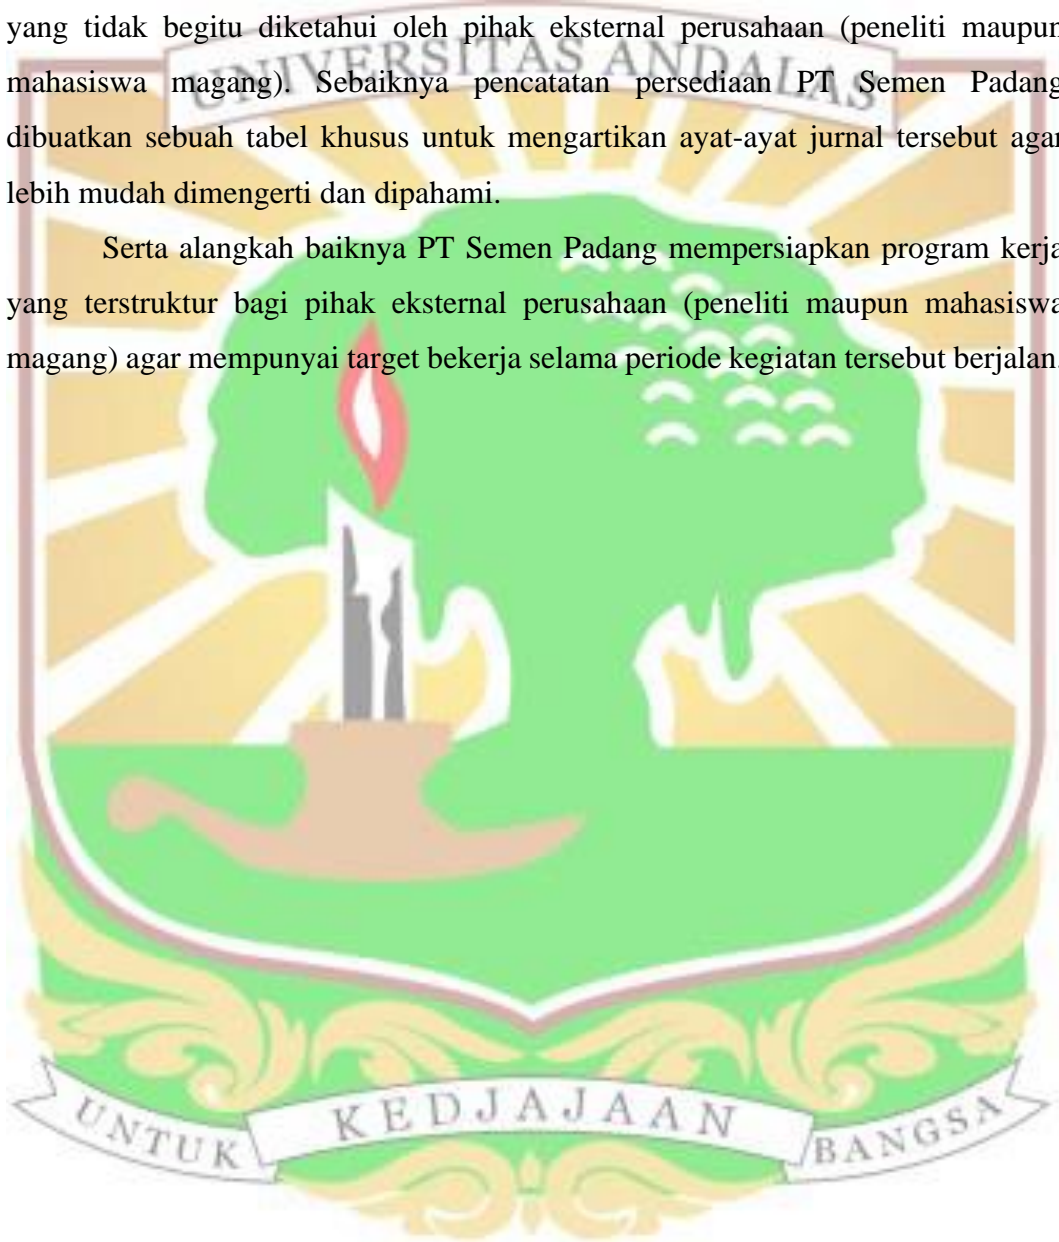 yang tidak begitu diketahui oleh pihak eksternal perusahaan (peneliti maupun
UNIVERSITAS ANDALAS
mahasiswa magang). Sebaiknya pencatatan persediaan PT Semen Padang
dibuatkan sebuah tabel khusus untuk mengartikan ayat-ayat jurnal tersebut agar
lebih mudah dimengerti dan dipahami.
Serta alangkah baiknya PT Semen Padang mempersiapkan program kerja
yang terstruktur bagi pihak eksternal perusahaan (peneliti maupun mahasiswa
magang) agar mempunyai target bekerja selama periode kegiatan tersebut berjalan.
UNTUK KEDJAJAAN BANGSA